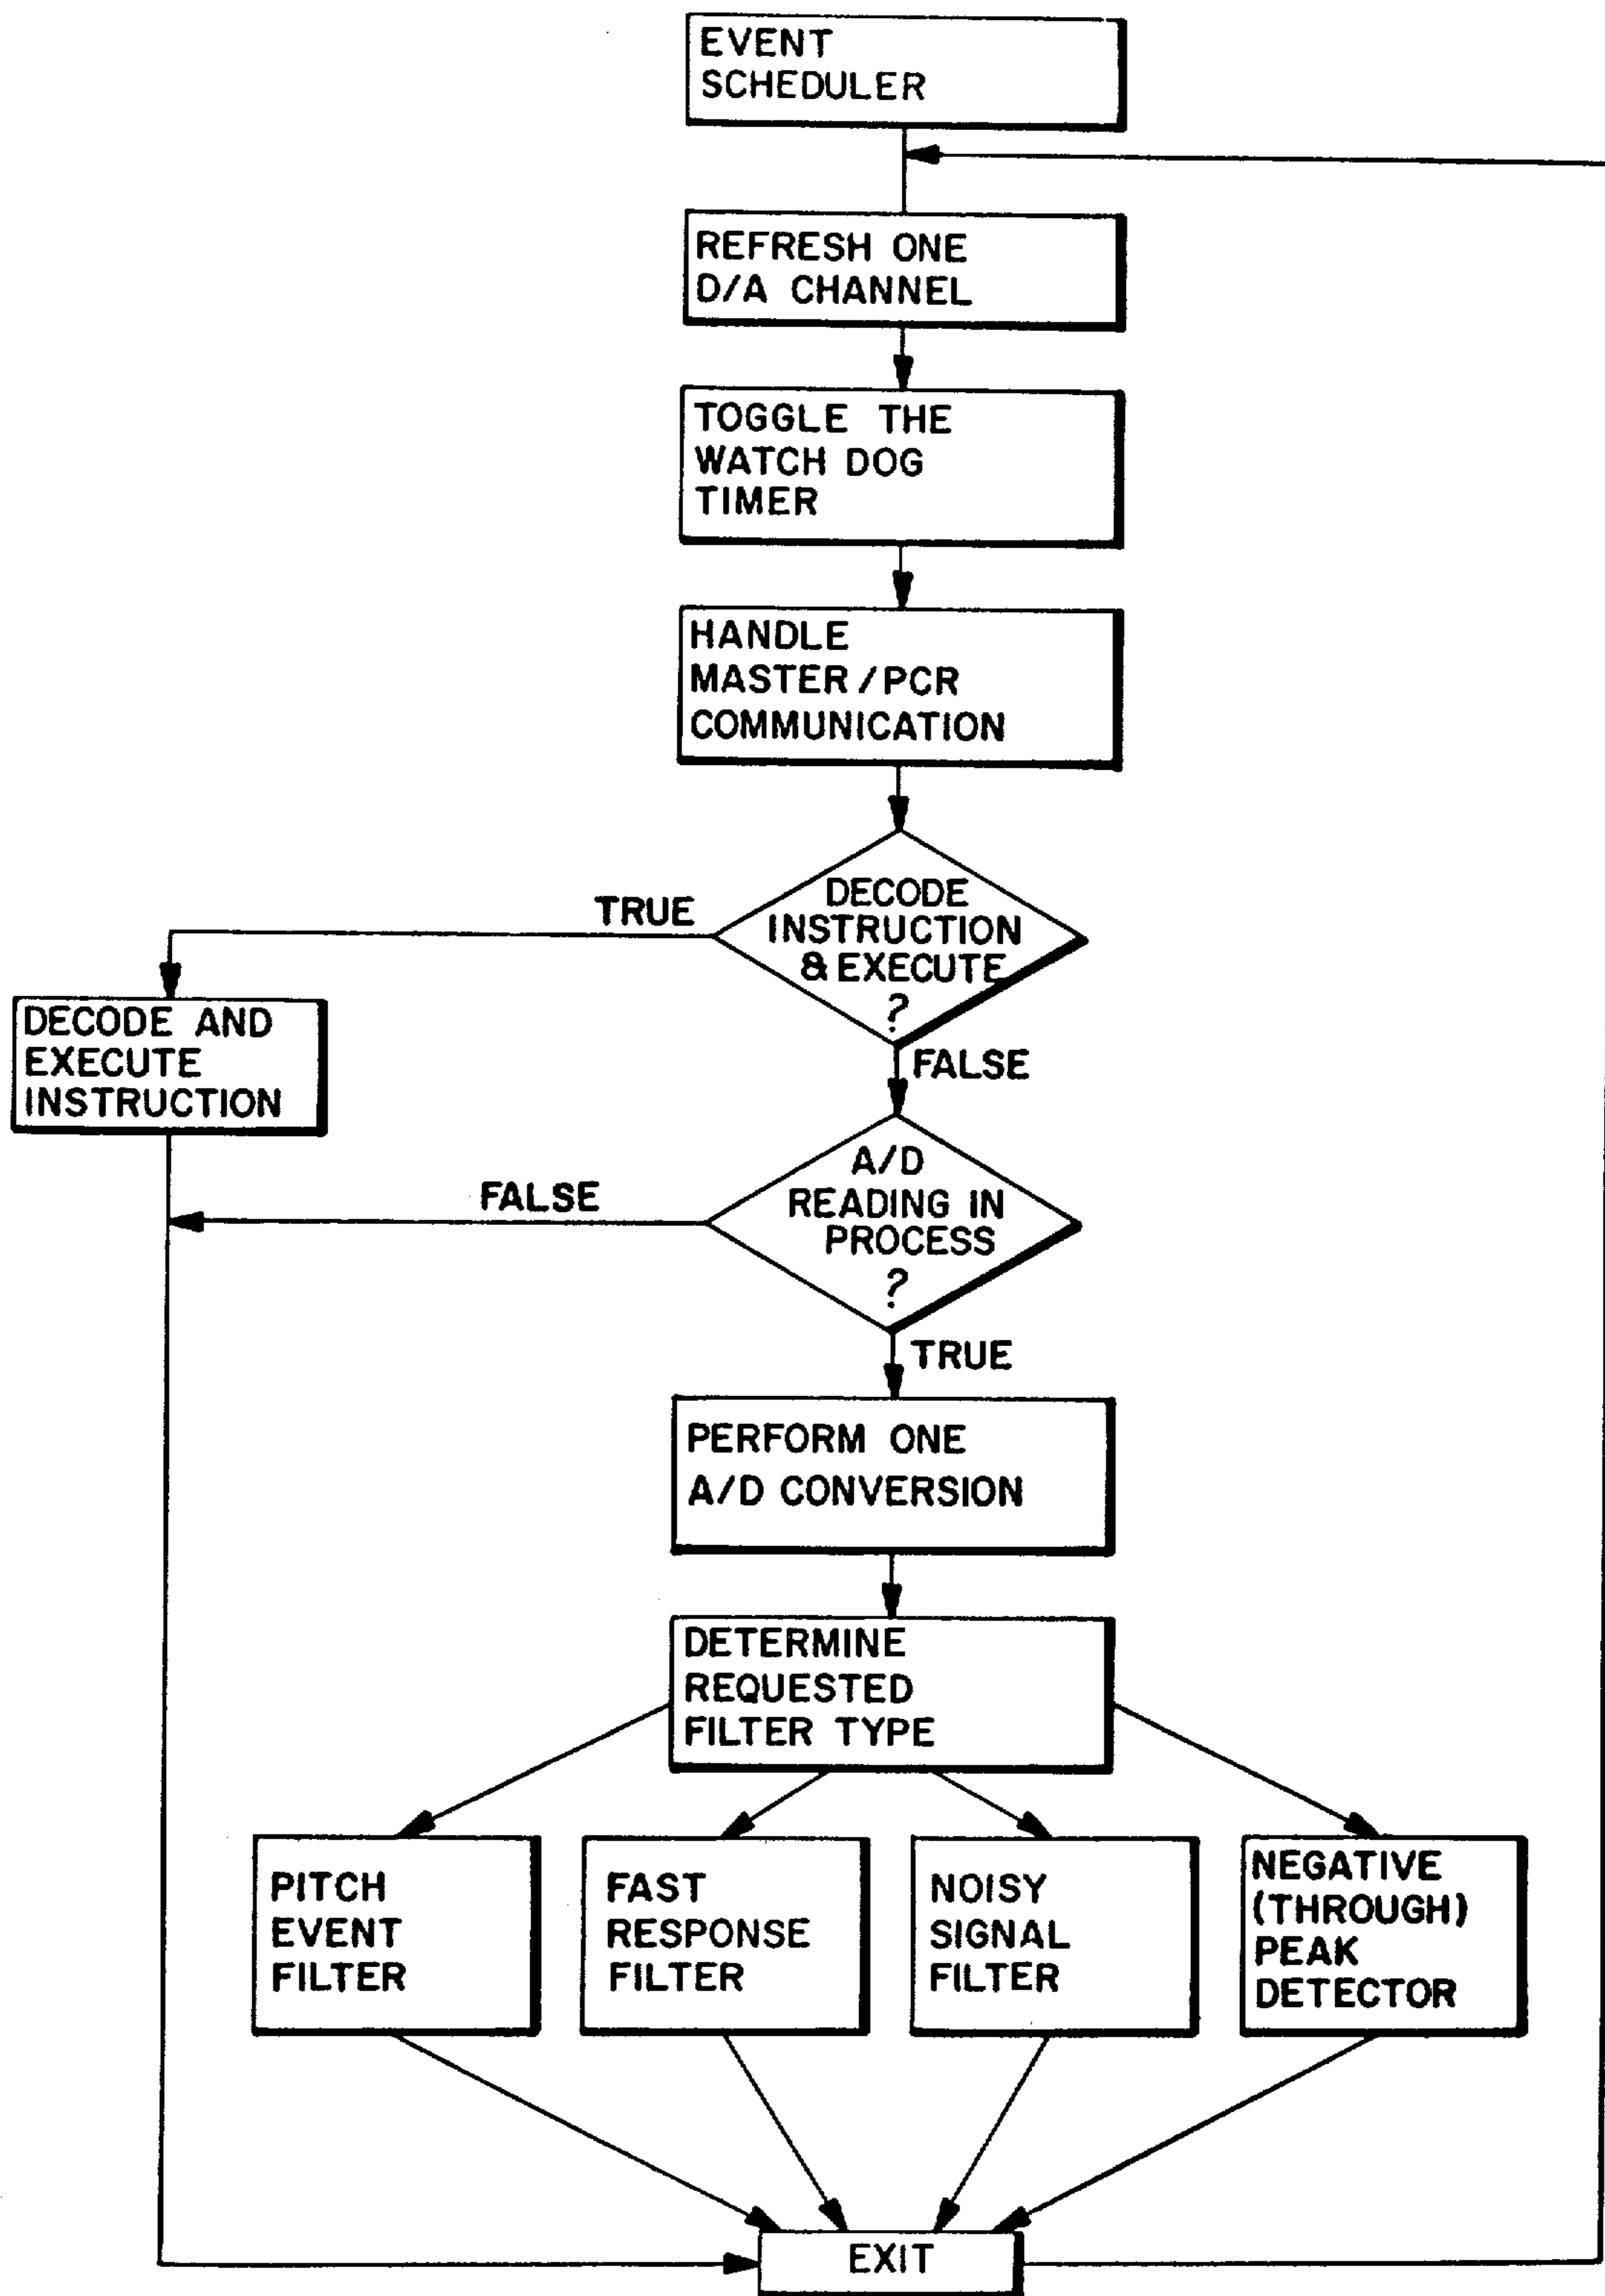 EVENT
SCHEDULER
REFRESH ONE
D/A CHANNEL
TOGGLE THE
WATCH DOG
TIMER
HANDLE
MASTER/PCR
COMMUNICATION
DECODE
INSTRUCTION
& EXECUTE
?
TRUE
DECODE AND
EXECUTE
INSTRUCTION
FALSE
A/D
READING IN
PROCESS
?
FALSE
TRUE
PERFORM ONE
A/D CONVERSION
DETERMINE
REQUESTED
FILTER TYPE
PITCH
EVENT
FILTER
FAST
RESPONSE
FILTER
NOISY
SIGNAL
FILTER
NEGATIVE
(THROUGH)
PEAK
DETECTOR
EXIT